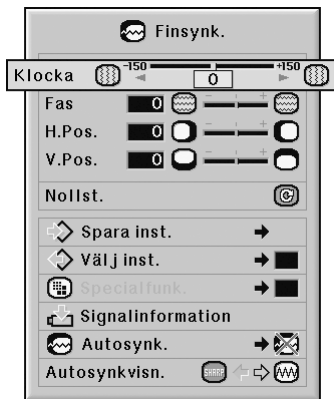 Finsynk.
Klocka -150 0 +150
Fas 0 - +
H.Pos. 0 - +
V.Pos. 0 - +
Nollst.
Spara inst.
Välj inst.
Specialfunk.
Signalinformation
Autosynk.
Autosynkvisn. SHARP